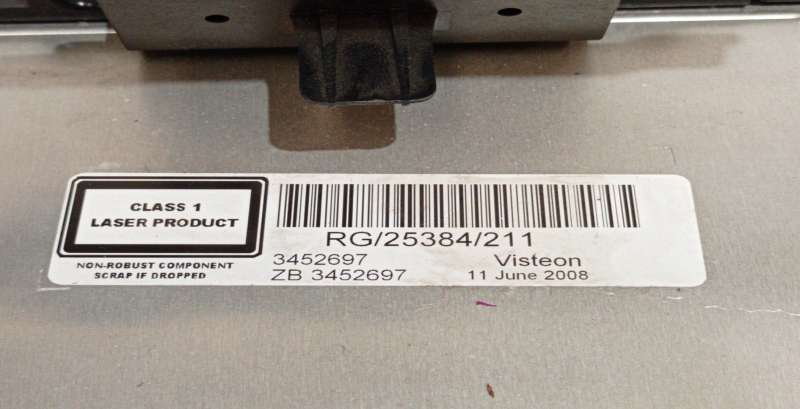 CLASS 1
LASER PRODUCT
NON-ROBUST COMPONENT
SCRAP IF DROPPED
RG/25384/211
3452697 Visteon
ZB 3452697 11 June 2008